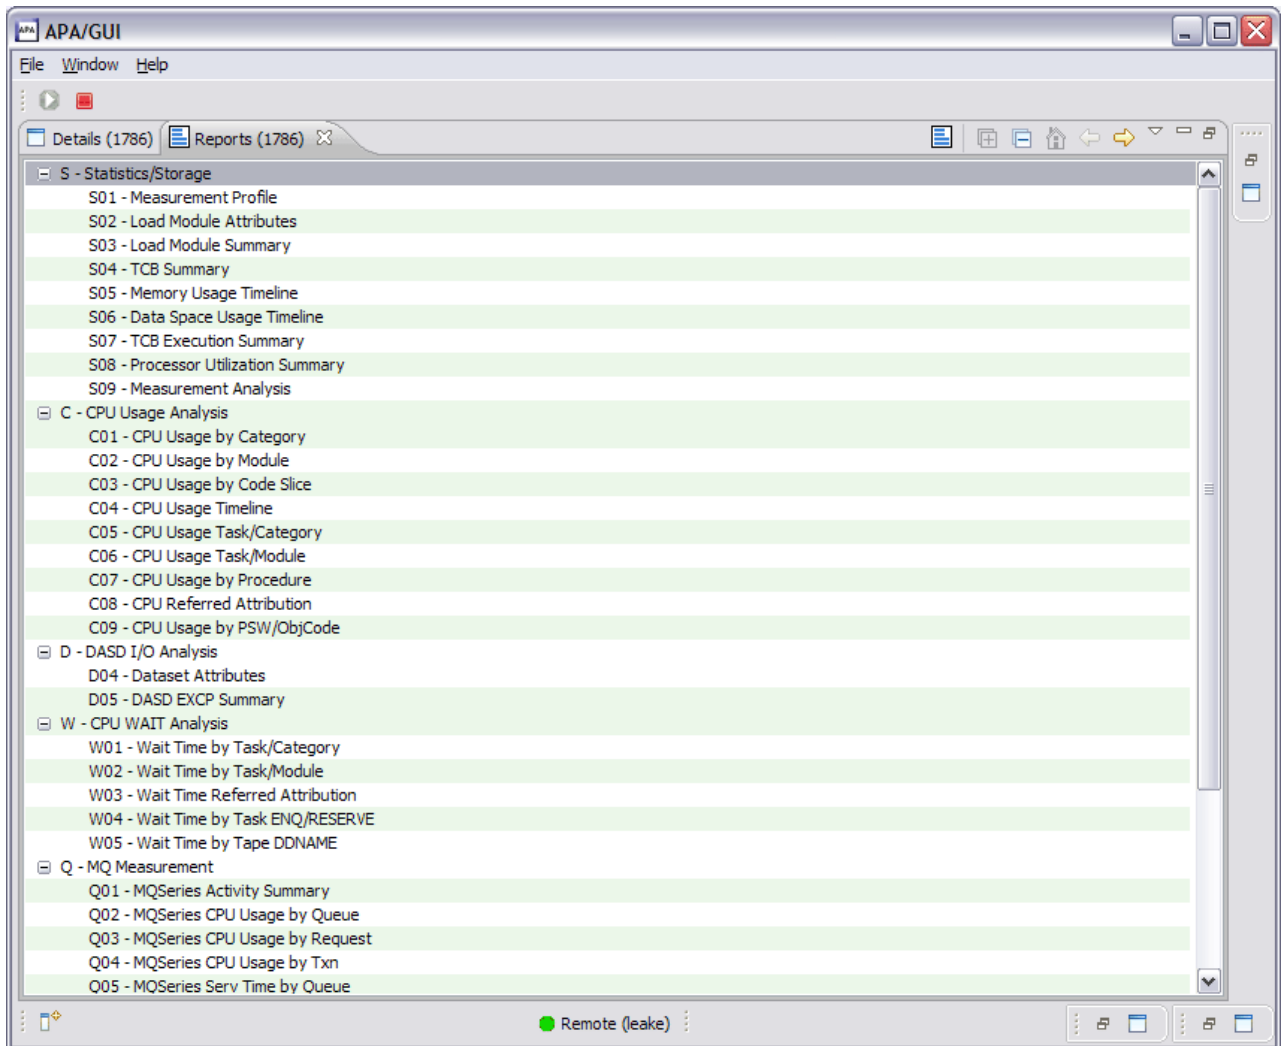 APA APA/GUI
File Window Help
Details (1786) Reports (1786)
S - Statistics/Storage
S01 - Measurement Profile
S02 - Load Module Attributes
S03 - Load Module Summary
S04 - TCB Summary
S05 - Memory Usage Timeline
S06 - Data Space Usage Timeline
S07 - TCB Execution Summary
S08 - Processor Utilization Summary
S09 - Measurement Analysis
C - CPU Usage Analysis
C01 - CPU Usage by Category
C02 - CPU Usage by Module
C03 - CPU Usage by Code Slice
C04 - CPU Usage Timeline
C05 - CPU Usage Task/Category
C06 - CPU Usage Task/Module
C07 - CPU Usage by Procedure
C08 - CPU Referred Attribution
C09 - CPU Usage by PSW/ObjCode
D - DASD I/O Analysis
D04 - Dataset Attributes
D05 - DASD EXCP Summary
W - CPU WAIT Analysis
W01 - Wait Time by Task/Category
W02 - Wait Time by Task/Module
W03 - Wait Time Referred Attribution
W04 - Wait Time by Task ENQ/RESERVE
W05 - Wait Time by Tape DDNAME
Q - MQ Measurement
Q01 - MQSeries Activity Summary
Q02 - MQSeries CPU Usage by Queue
Q03 - MQSeries CPU Usage by Request
Q04 - MQSeries CPU Usage by Txn
Q05 - MQSeries Serv Time by Queue
Remote (leake)